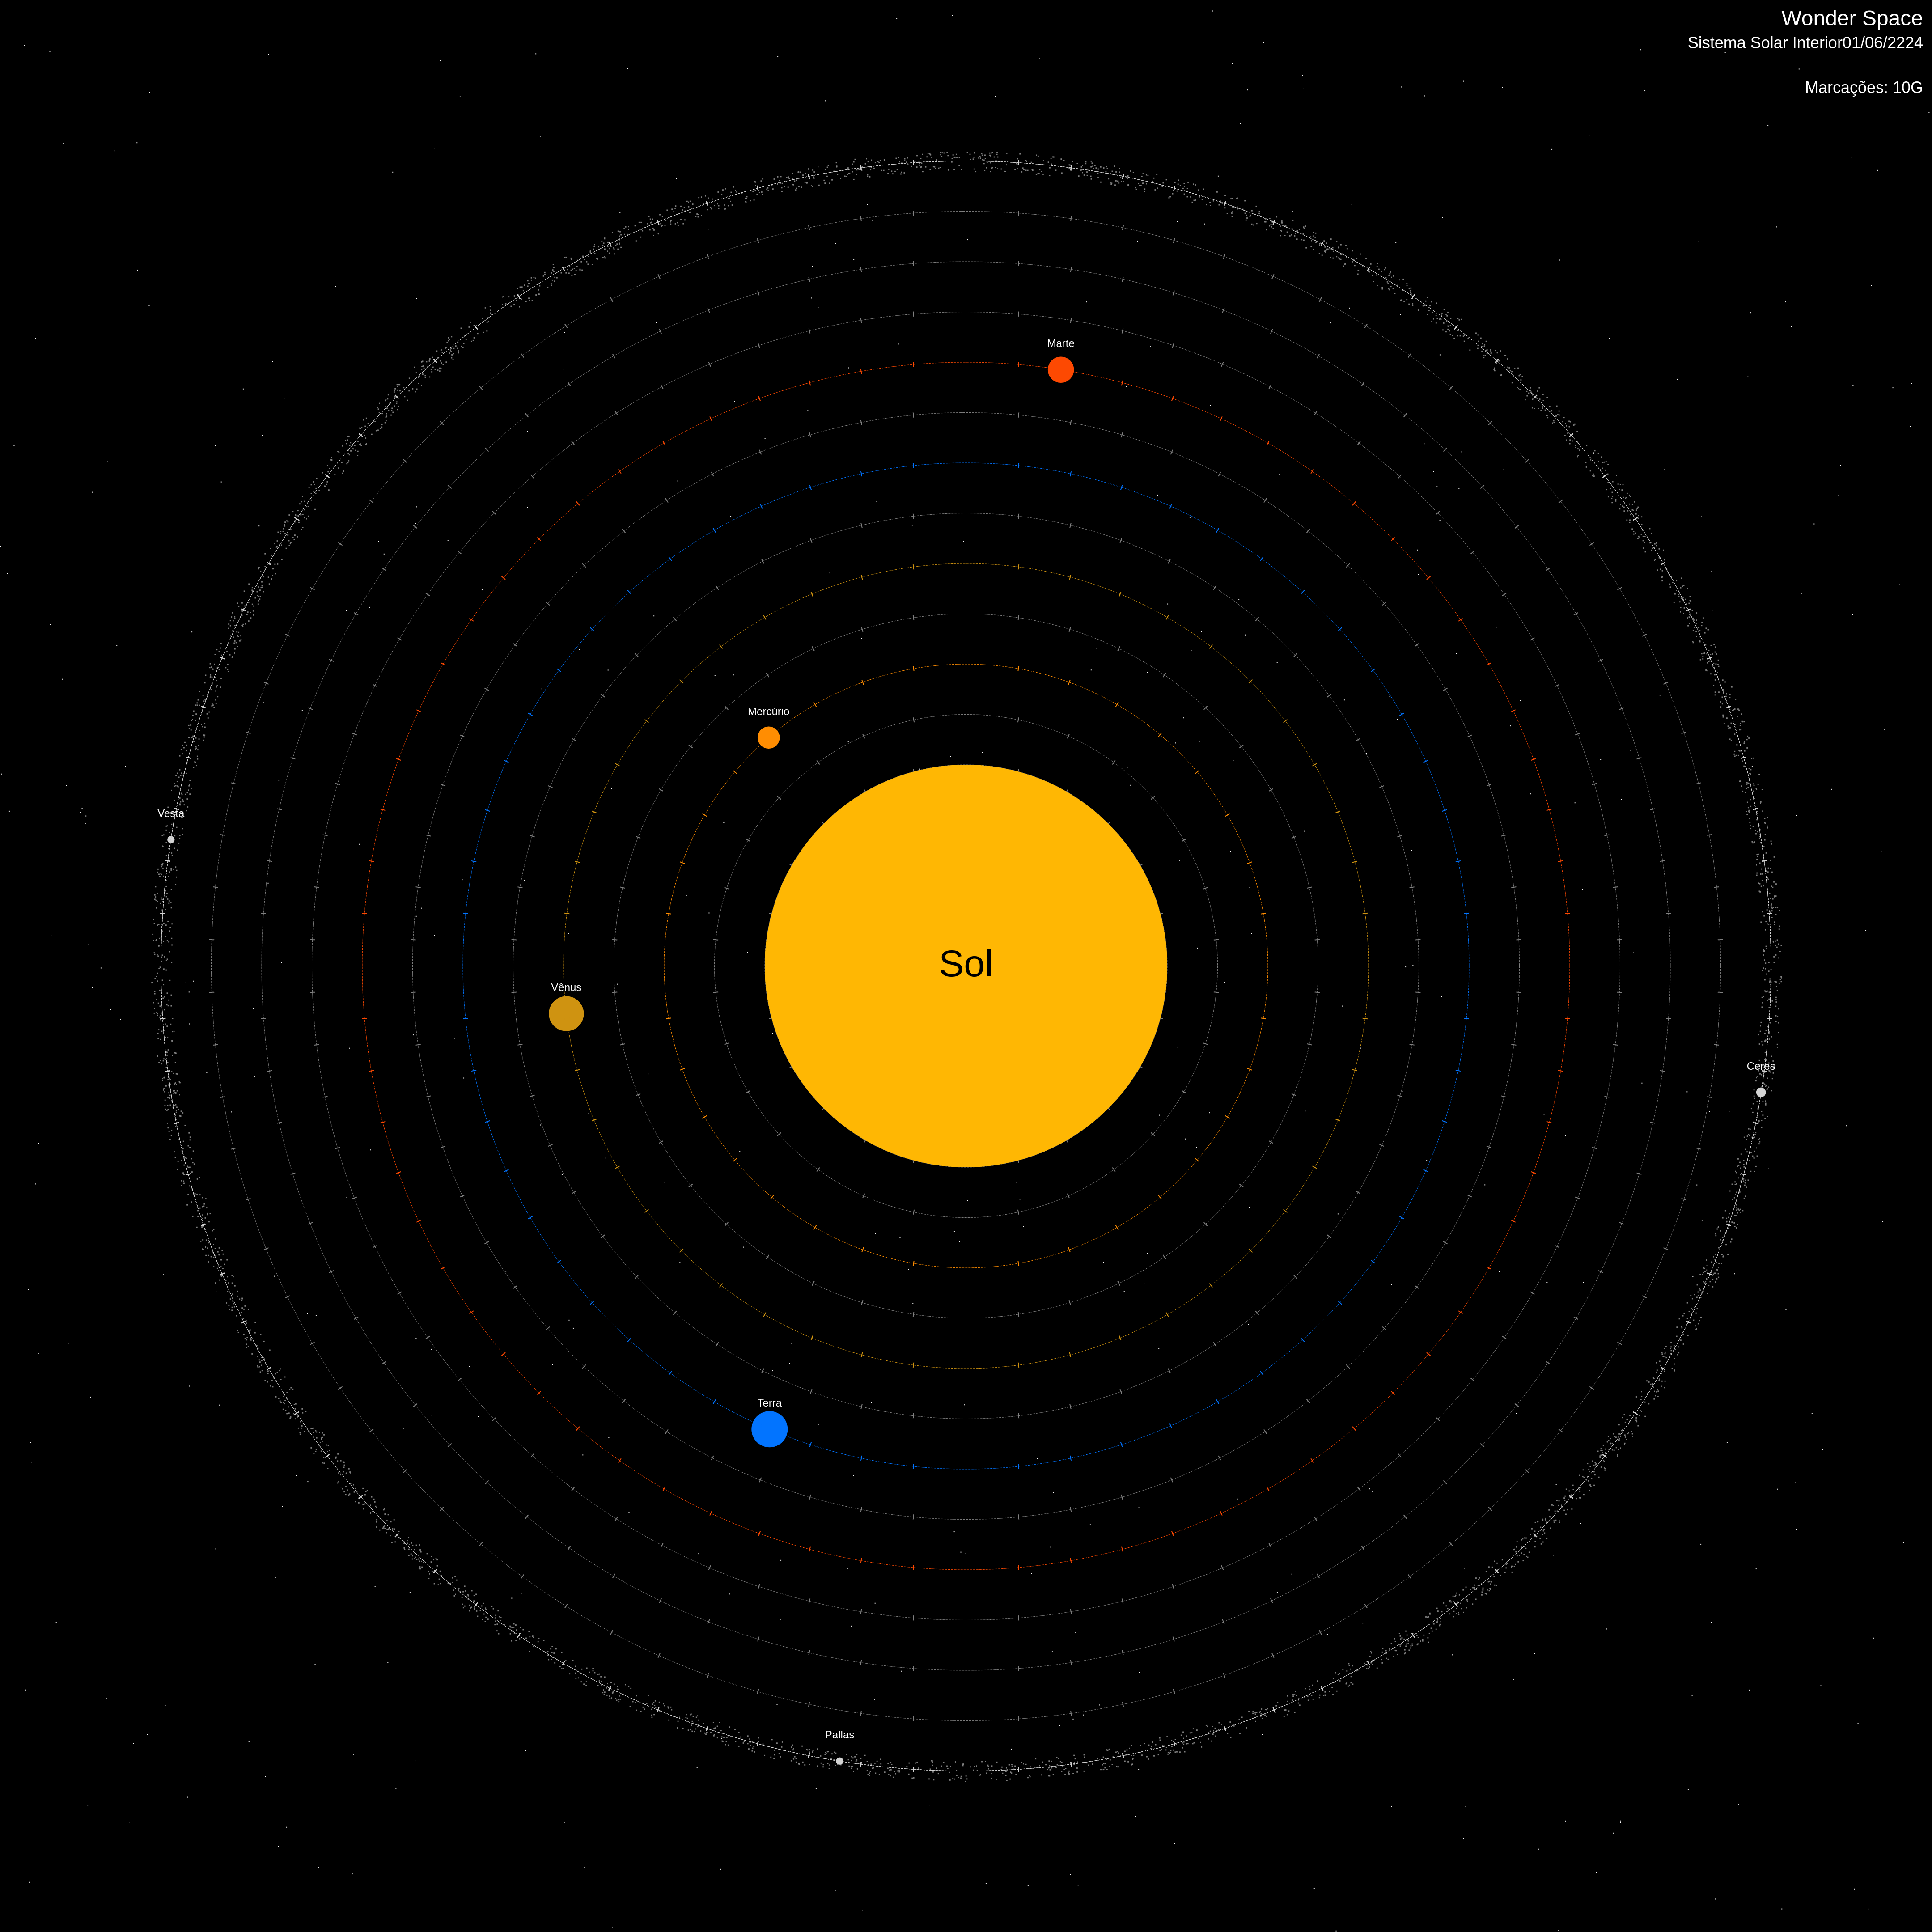 Wonder Space
Sistema Solar Interior01/06/2224
Marcações: 10G
Marte
Mercúrio
Vesta
Sol
Vênus
Ceres
Terra
Pallas